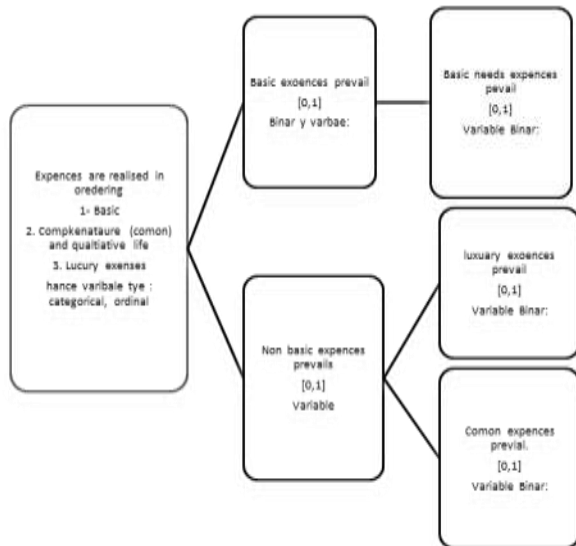 Expences are realised in
oredering
1- Basic
2. Compkenataure (comon)
and qualtiative life
3. Lucury exenses
hance varibale tye :
categorical, ordinal
Basic exoences prevail
[0,1]
Binar y varbae:
Non basic expences
prevails
[0,1]
Variable
Basic needs expences
pevail
[0,1]
Variable Binar:
luxuary exoences
prevail
[0,1]
Variable Binar:
Comon expences
previal.
[0,1]
Variable Binar: